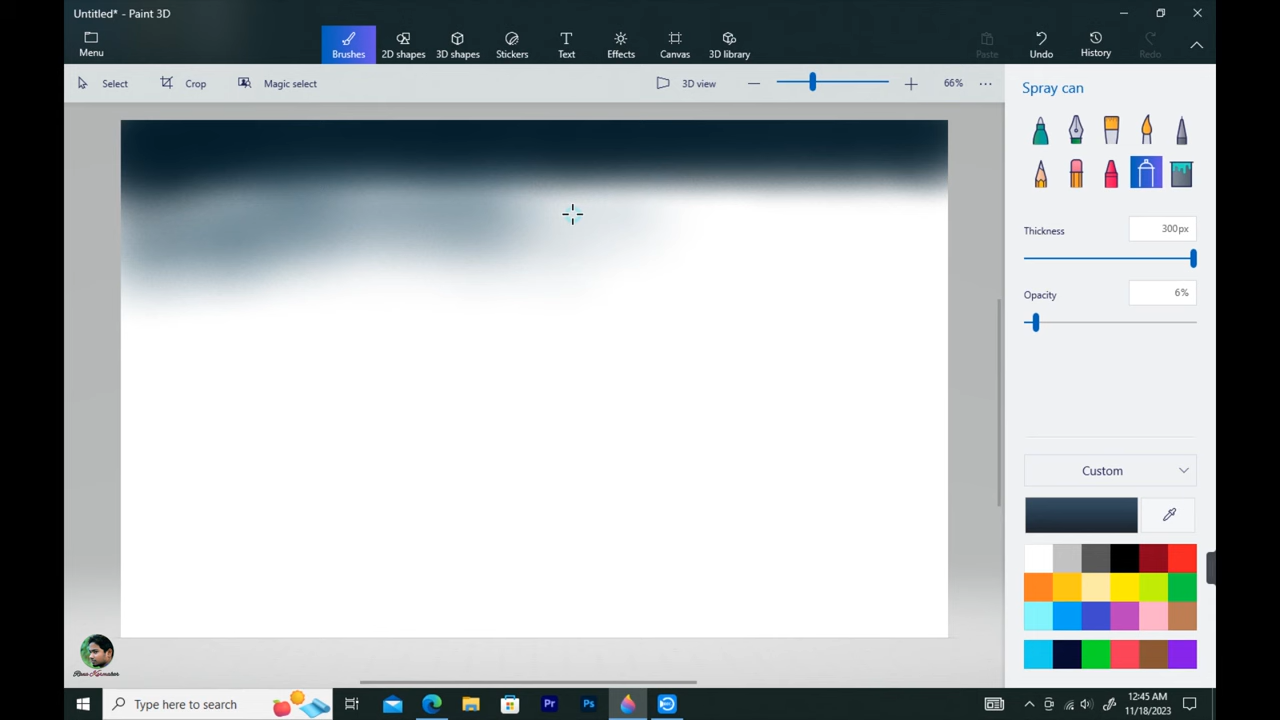 Untitled* - Paint 3D
Menu
Brushes
2D shapes
3D shapes
Stickers
Text
Effects
Canvas
3D library
Paste
Undo
History
Redo
Select
Crop
Magic select
3D view
66%
Spray can
Thickness
300px
Opacity
6%
Custom
Type here to search
Pr
Ps
12:45 AM
11/18/2023